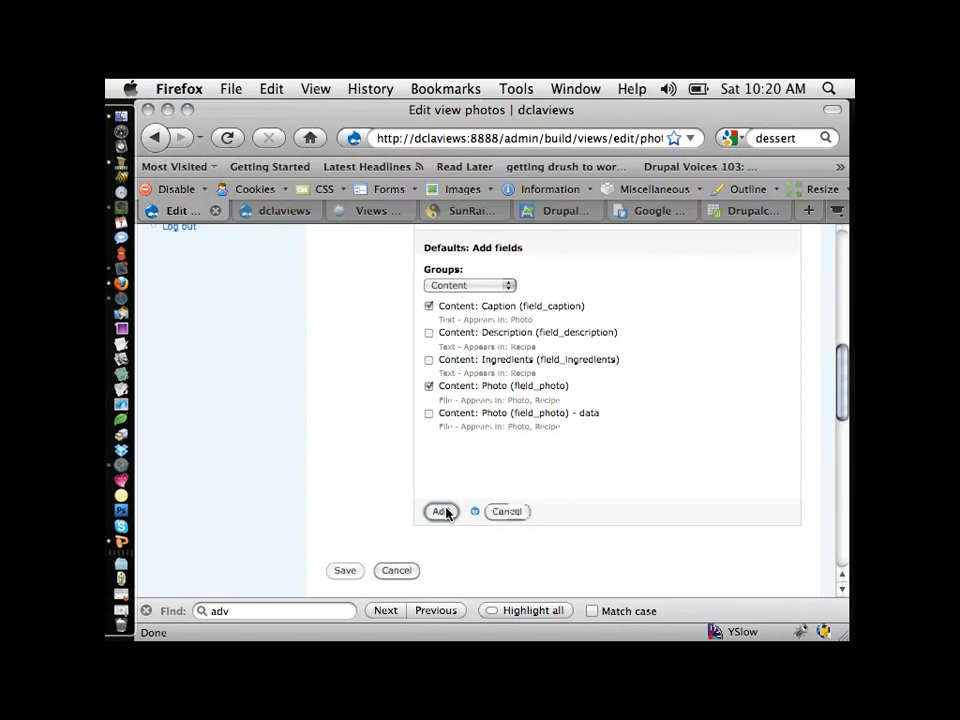 Firefox File Edit View History Bookmarks Tools Window Help Sat 10:20 AM
Edit view photos | dclaviews
http://dclaviews:8888/admin/build/views/edit/phot dessert
Most Visited Getting Started Latest Headlines Read Later getting drush to wor... Drupal Voices 103: ... »
Disable Cookies CSS Forms Images Information Miscellaneous Outline Resize
Edit ... dclaviews Views ... SunRai... Drupal... Google ... Drupalc...
Log out
Defaults: Add fields
Groups:
Content
Content: Caption (field_caption)
Text - Appears in: Photo
Content: Description (field_description)
Text - Appears in: Recipe
Content: Ingredients (field_ingredients)
Text - Appears in: Recipe
Content: Photo (field_photo)
File - Appears in: Photo, Recipe
Content: Photo (field_photo) - data
File - Appears in: Photo, Recipe
Add Cancel
Save Cancel
Find: adv Next Previous Highlight all Match case
Done YSlow